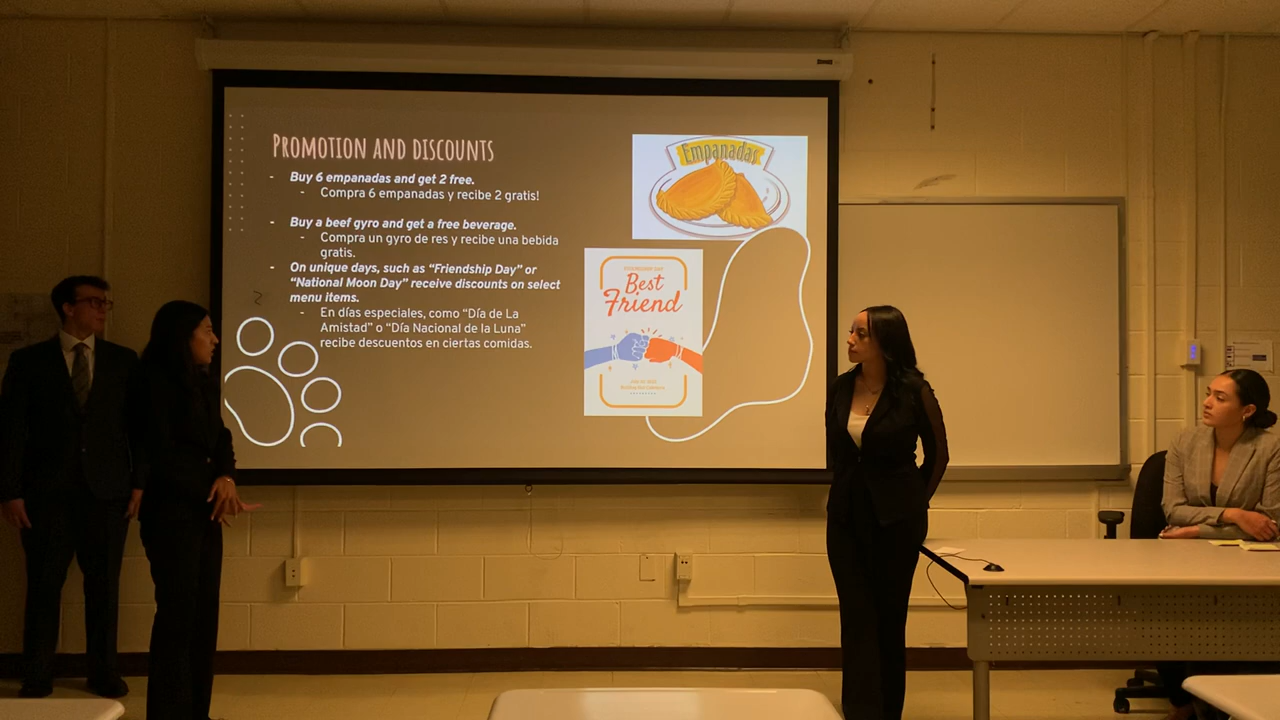 PROMOTION AND DISCOUNTS
- Buy 6 empanadas and get 2 free.
- Compra 6 empanadas y recibe 2 gratis!
- Buy a beef gyro and get a free beverage.
- Compra un gyro de res y recibe una bebida
gratis.
- On unique days, such as “Friendship Day” or
“National Moon Day” receive discounts on select
menu items.
- En días especiales, como “Día de La
Amistad” o “Día Nacional de la Luna”
recibe descuentos en ciertas comidas.
Empanadas
FRIENDSHIP DAY
Best
Friend